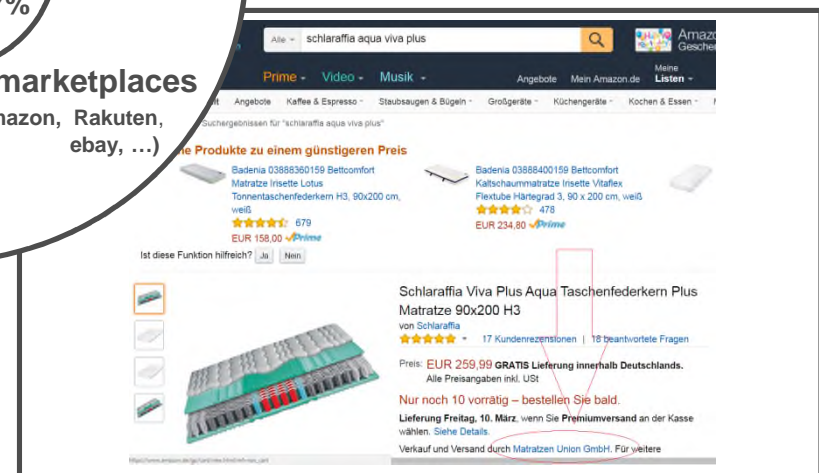 %
marketplaces
mazon, Rakuten,
ebay, …)
Alle schlaraffia aqua viva plus
Amazo
Geschen
Prime Video Musik
Angebote Mein Amazon.de
Meine
Listen
Angebote Kaffee & Espresso Staubsaugen & Bügeln Großgeräte Küchengeräte Kochen & Essen
Suchergebnissen für "schlaraffia aqua viva plus"
Produkte zu einem günstigeren Preis
Badenia 03888360159 Bettcomfort
Matratze Irisette Lotus
Tonnentaschenfederkern H3, 90x200 cm,
weiß
679
EUR 158,00 Prime
Badenia 03888400159 Bettcomfort
Kaltschaummatratze Irisette Vitaflex
Flextube Härtegrad 3, 90 x 200 cm, weiß
478
EUR 234,80 Prime
Ist diese Funktion hilfreich? Ja Nein
Schlaraffia Viva Plus Aqua Taschenfederkern Plus
Matratze 90x200 H3
von Schlaraffia
17 Kundenrezensionen | 18 beantwortete Fragen
Preis: EUR 259,99 GRATIS Lieferung innerhalb Deutschlands.
Alle Preisangaben inkl. USt
Nur noch 10 vorrätig – bestellen Sie bald.
Lieferung Freitag, 10. März, wenn Sie Premiumversand an der Kasse
wählen. Siehe Details.
Verkauf und Versand durch Matratzen Union GmbH. Für weitere